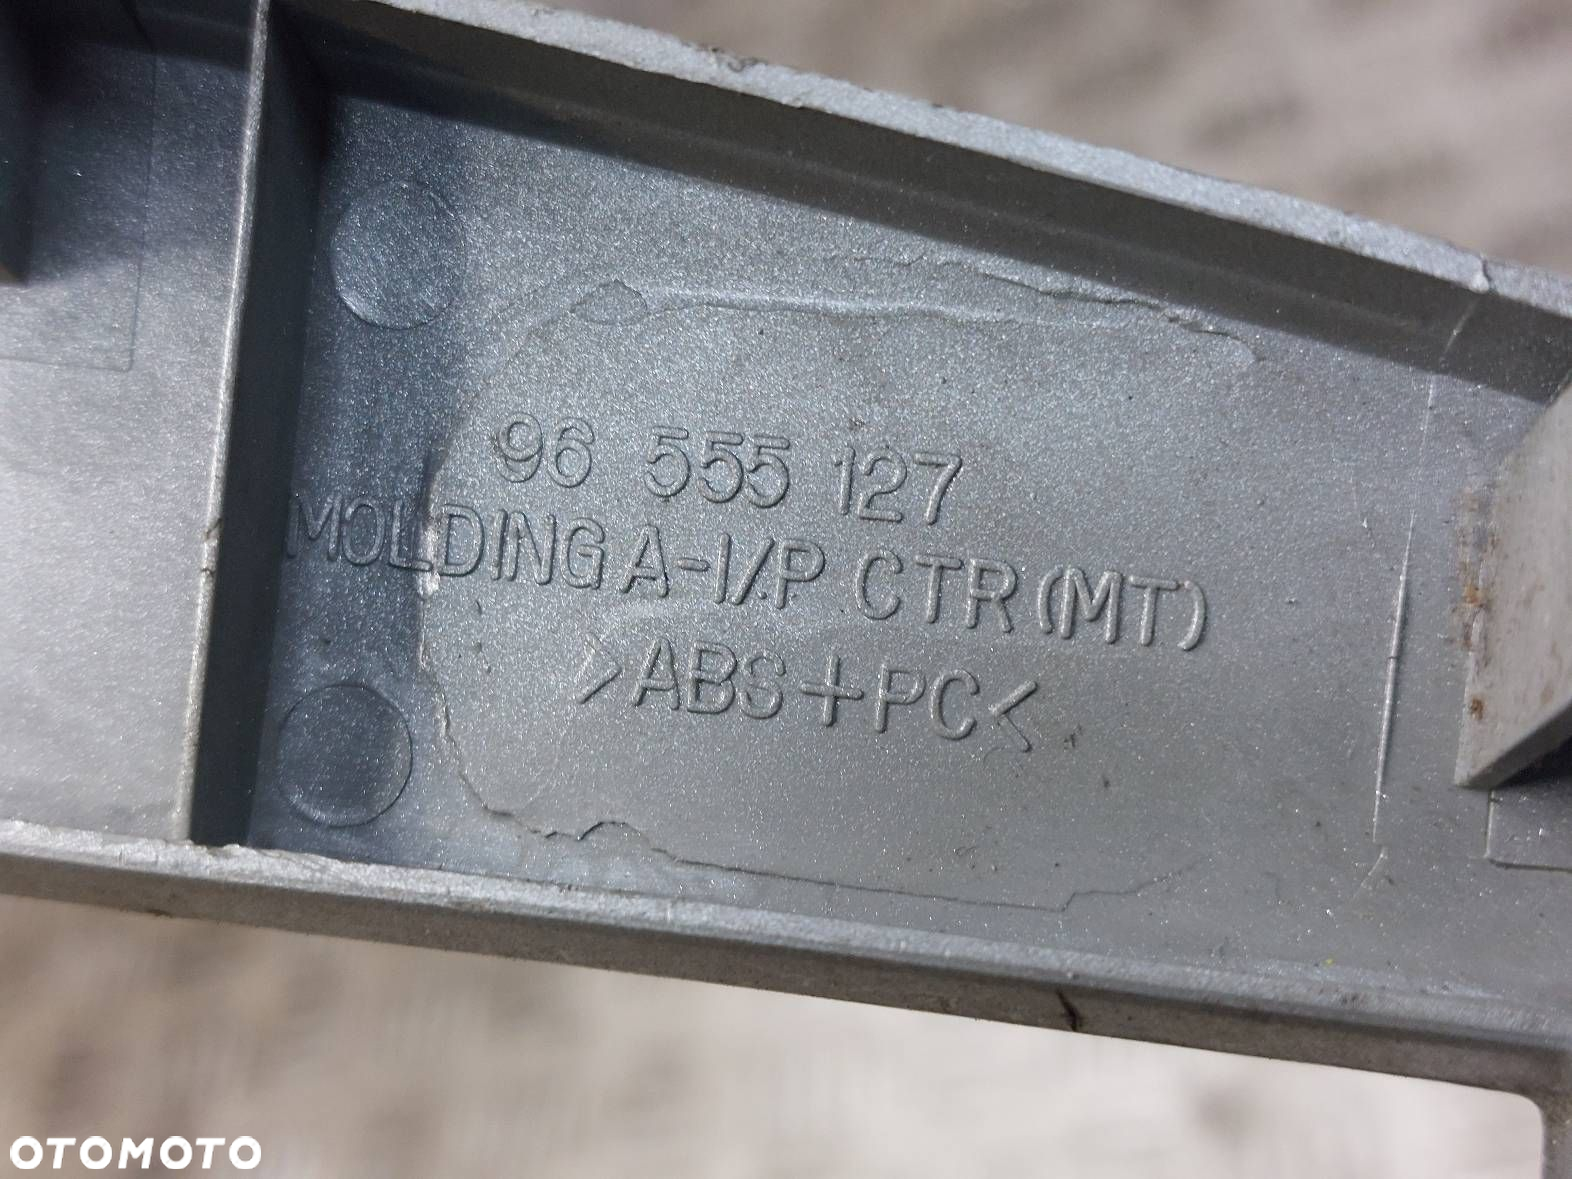 96 555 127
MOLDING A-I/P CTR (MT)
>ABS+PC<
OTOMOTO